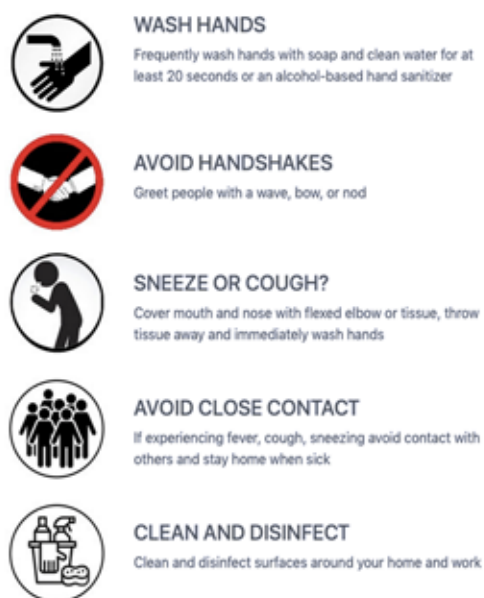 WASH HANDS
Frequently wash hands with soap and clean water for at
least 20 seconds or an alcohol-based hand sanitizer
AVOID HANDSHAKES
Greet people with a wave, bow, or nod
SNEEZE OR COUGH?
Cover mouth and nose with flexed elbow or tissue, throw
tissue away and immediately wash hands
AVOID CLOSE CONTACT
If experiencing fever, cough, sneezing avoid contact with
others and stay home when sick
CLEAN AND DISINFECT
Clean and disinfect surfaces around your home and work